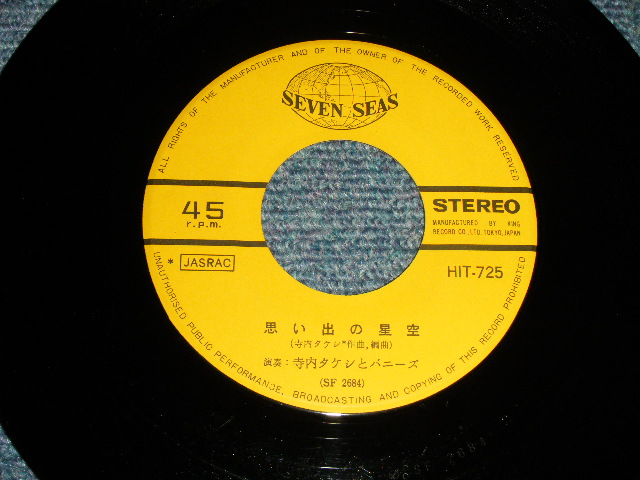 ALL RIGHTS OF THE MANUFACTURER AND OF THE OWNER OF THE RECORDED WORK RESERVED
SEVEN SEAS
45
r.p.m.
STEREO
MANUFACTURED BY KING
RECORD CO., LTD. TOKYO, JAPAN
* JASRAC
HIT-725
思い出の星空
(寺内タケシ 作曲, 編曲)
演奏:寺内タケシとバニーズ
(SF 2684)
UNAUTHORISED PUBLIC PERFORMANCE, BROADCASTING AND COPYING OF THIS RECORD PROHIBITED